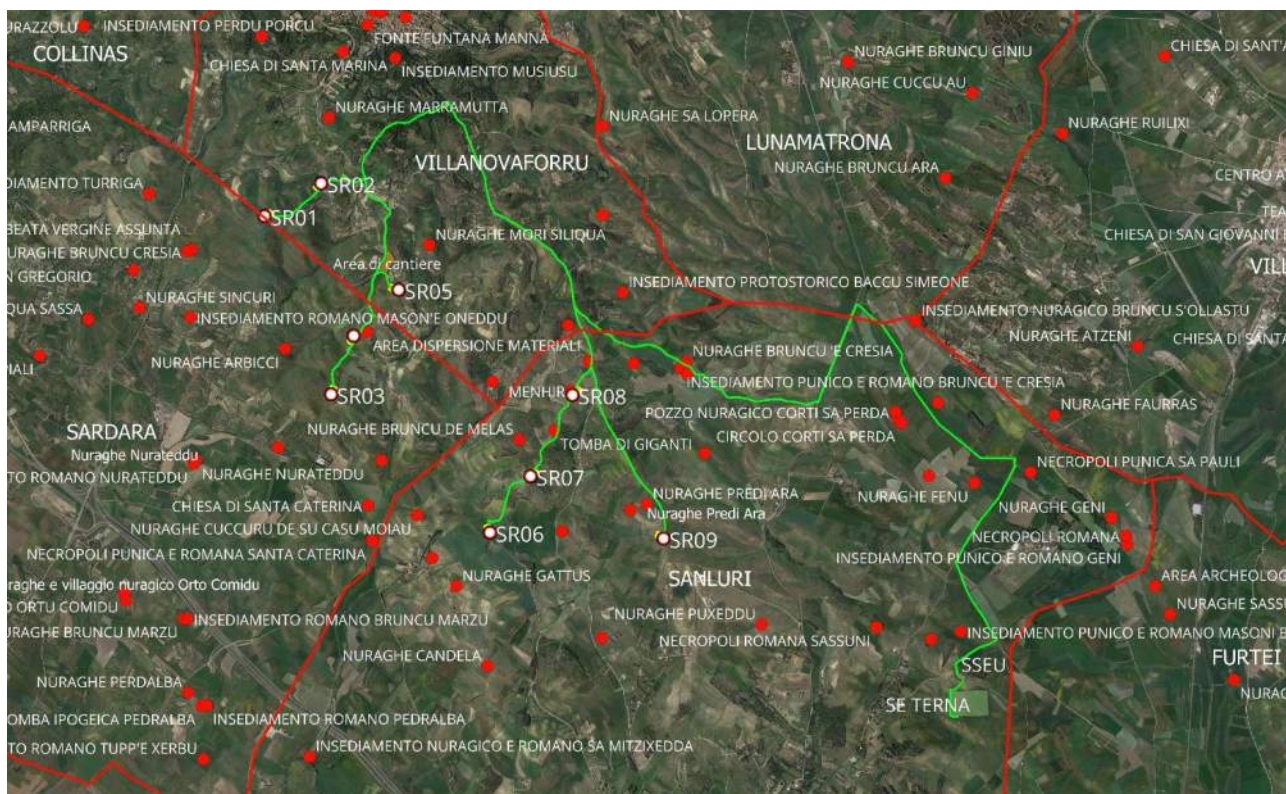 INSEDIAMENTO PERDU PORCU
COLLINAS
FONTE FUNTANA MANNA
CHIESA DI SANTA MARINA
INSEDIAMENTO MUSIUSU
NURAGHE BRUNCU GINIU
CHIESA DI SANT'A
NURAGHE CUCCU AU
NURAGHE MARRAMUTTA
NURAGHE SA LOPERA
NURAGHE RUILIXI
AMPARRIGA
VILLANOVAFORRU
LUNAMATRONA
NURAGHE BRUNCU ARA
CENTRO A
DIAMENTO TURRIGA
SR02
SR01
BEATA VERGINE ASSUNTA
CHIESA DI SAN GIOVANNI
NURAGHE MORI SILIQUA
URAGHE BRUNCU CRESIA
Area di cantiere
VILL
N GREGORIO
SR05
INSEDIAMENTO PROTOSTORICO BACCU SIMEONE
NURAGHE SINCURI
QUA SASSA
INSEDIAMENTO ROMANO MASON'E ONEDDU
INSEDIAMENTO NURAGICO BRUNCU S'OLLASTU
NURAGHE ATZENI
CHIESA DI SANTA
AREA DISPERSIONE MATERIALI
NURAGHE ARBICCI
NURAGHE BRUNCU 'E CRESIA
IALI
INSEDIAMENTO PUNICO E ROMANO BRUNCU 'E CRESIA
SR03
MENHIR
SR08
POZZO NURAGICO CORTI SA PERDA
NURAGHE FAURRAS
SARDARA
NURAGHE BRUNCU DE MELAS
TOMBA DI GIGANTI
CIRCOLO CORTI SA PERDA
Nuraghe Nurateddu
TO ROMANO NURATEDDU
NURAGHE NURATEDDU
SR07
NECROPOLI PUNICA SA PAULI
NURAGHE FENU
CHIESA DI SANTA CATERINA
NURAGHE PREDI ARA
NURAGHE GENI
Nuraghe Predi Ara
NURAGHE CUCCURU DE SU CASU MOIAU
SR06
SR09
NECROPOLI ROMANA
NECROPOLI PUNICA E ROMANA SANTA CATERINA
INSEDIAMENTO PUNICO E ROMANO GENI
SANLURI
raghe e villaggio nuragico Orto Comidu
NURAGHE GATTUS
AREA ARCHEOLOG
O ORTU COMIDU
NURAGHE PUXEDDU
NURAGHE SASSU
INSEDIAMENTO ROMANO BRUNCU MARZU
URAGHE BRUNCU MARZU
NECROPOLI ROMANA SASSUNI
INSEDIAMENTO PUNICO E ROMANO MASONI B
NURAGHE CANDELA
SSEU
FURTEI
NURAGHE PERDALBA
NURAG
SE TERNA
OMBA IPOGEICA PEDRALBA
INSEDIAMENTO ROMANO PEDRALBA
TO ROMANO TUPP'E XERBU
INSEDIAMENTO NURAGICO E ROMANO SA MITZIXEDDA